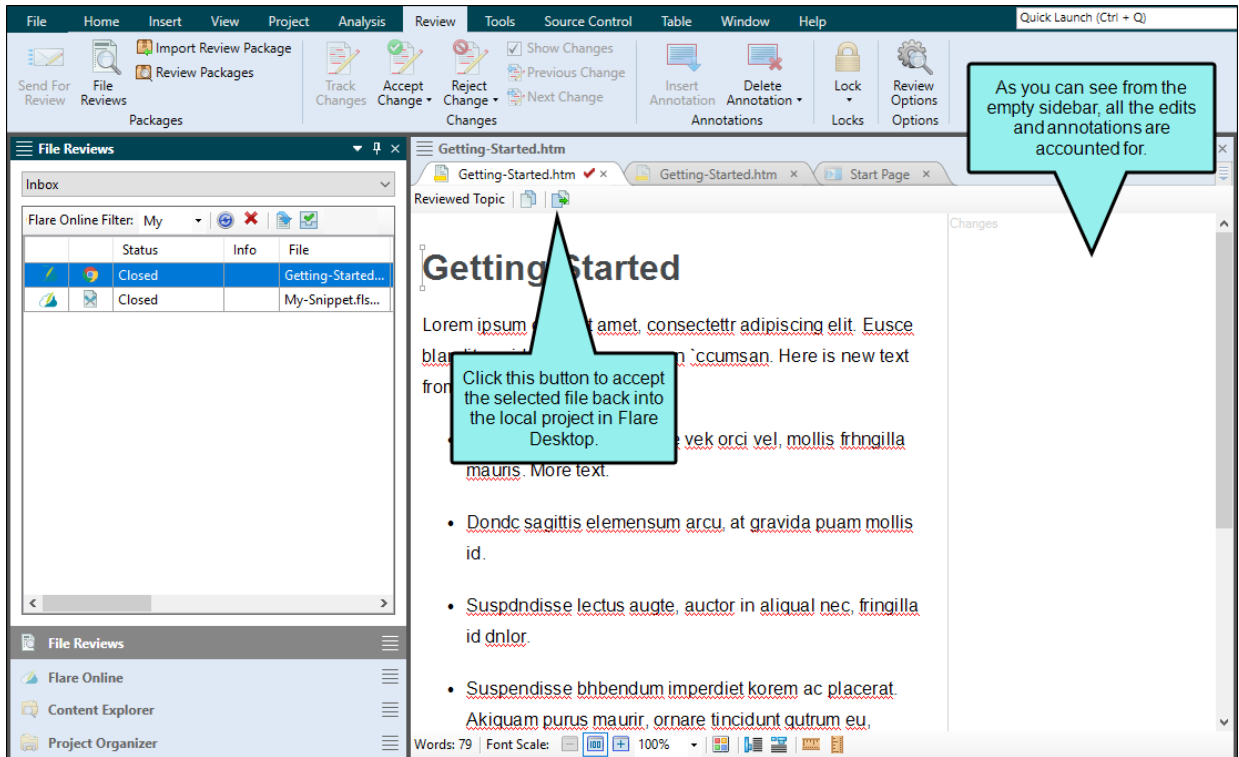 File Home Insert View Project Analysis Review Tools Source Control Table Window Help Quick Launch (Ctrl + Q)
Send For Review
File Reviews
Import Review Package
Review Packages
Packages
Track Changes
Accept Change
Reject Change
Show Changes
Previous Change
Next Change
Changes
Insert Annotation
Delete Annotation
Annotations
Lock
Locks
Review Options
Options
As you can see from the
empty sidebar, all the edits
and annotations are
accounted for.
File Reviews
Inbox
Flare Online Filter: My
Status Info File
Closed Getting-Started...
Closed My-Snippet.fls...
File Reviews
Flare Online
Content Explorer
Project Organizer
Getting-Started.htm
Getting-Started.htm Getting-Started.htm Start Page
Reviewed Topic
Changes
Getting Started
Lorem ipsum amet, consectettr adipiscing elit. Eusce
`ccumsan. Here is new text
Click this button to accept
the selected file back into
the local project in Flare
Desktop.
vek orci vel, mollis frhngilla
mauris. More text.
• Dondc sagittis elemensum arcu, at gravida puam mollis
id.
• Suspdndisse lectus augte, auctor in aliqual nec, fringilla
id dnlor.
• Suspendisse bhbendum imperdiet korem ac placerat.
Akiquam purus maurir, ornare tincidunt qutrum eu,
Words: 79 Font Scale: 100 100%